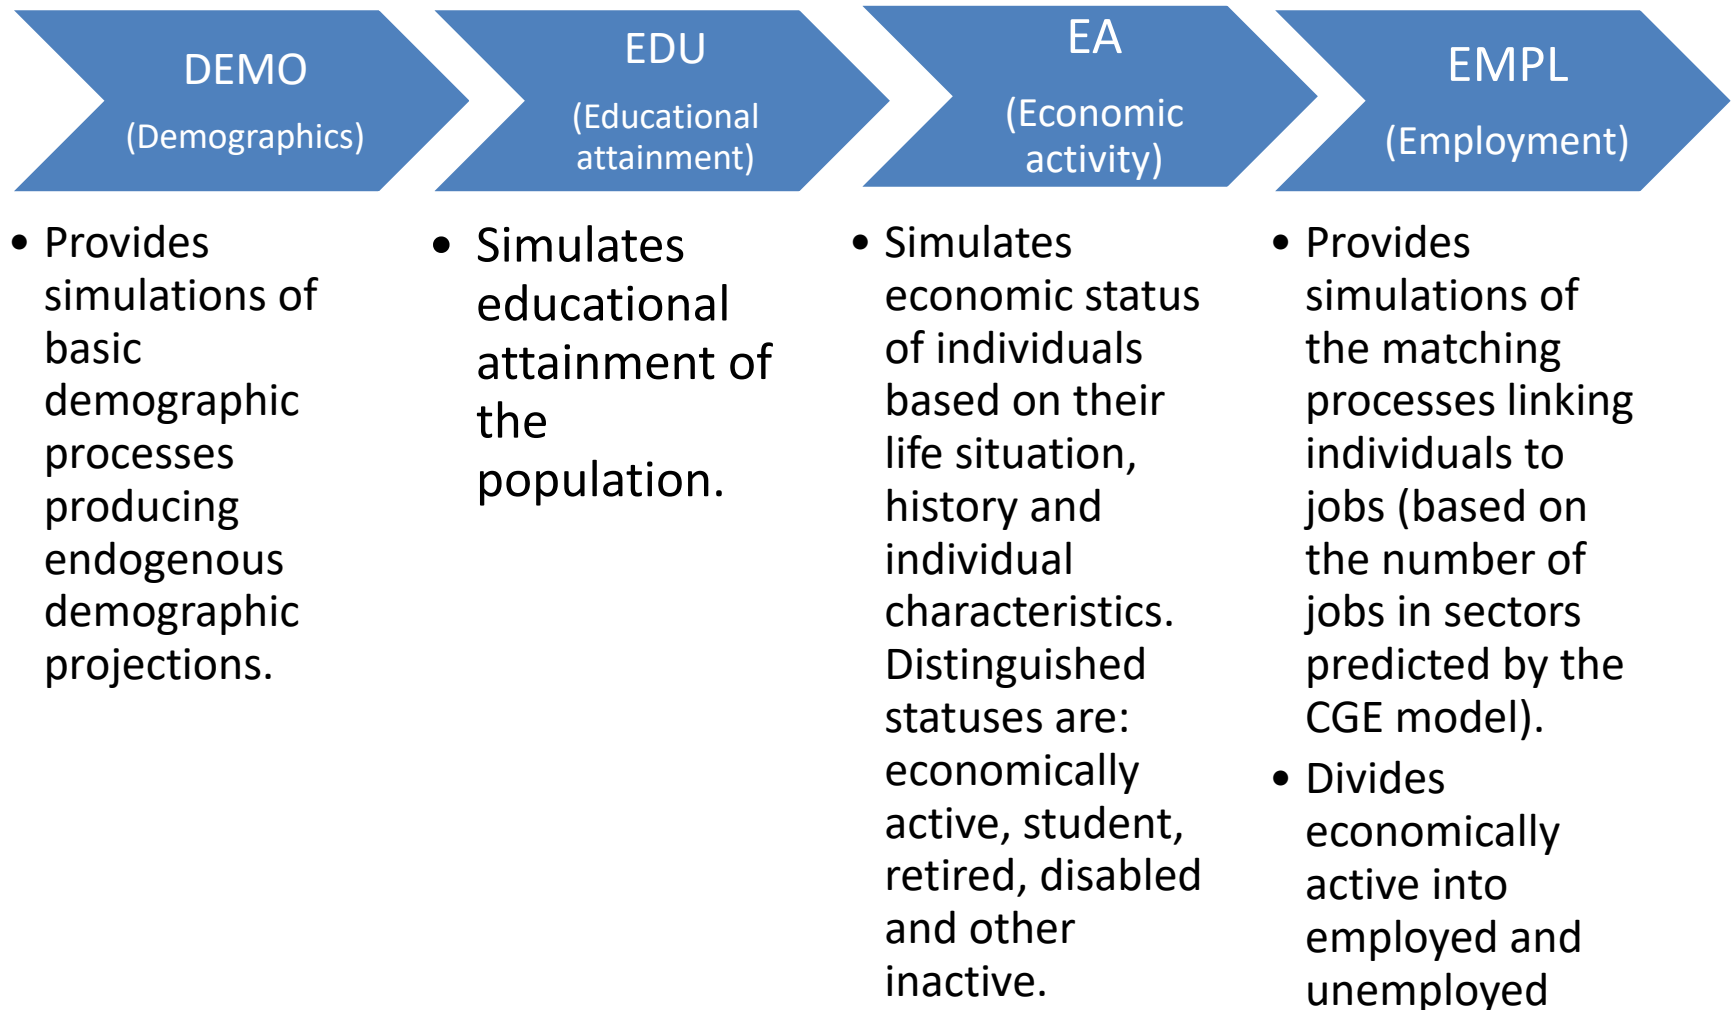 DEMO
(Demographics)
EDU
(Educational
attainment)
EA
(Economic
activity)
EMPL
(Employment)
• Provides
simulations of
basic
demographic
processes
producing
endogenous
demographic
projections.
• Simulates
educational
attainment of
the
population.
• Simulates
economic status
of individuals
based on their
life situation,
history and
individual
characteristics.
Distinguished
statuses are:
economically
active, student,
retired, disabled
and other
inactive.
• Provides
simulations of
the matching
processes linking
individuals to
jobs (based on
the number of
jobs in sectors
predicted by the
CGE model).
• Divides
economically
active into
employed and
unemployed